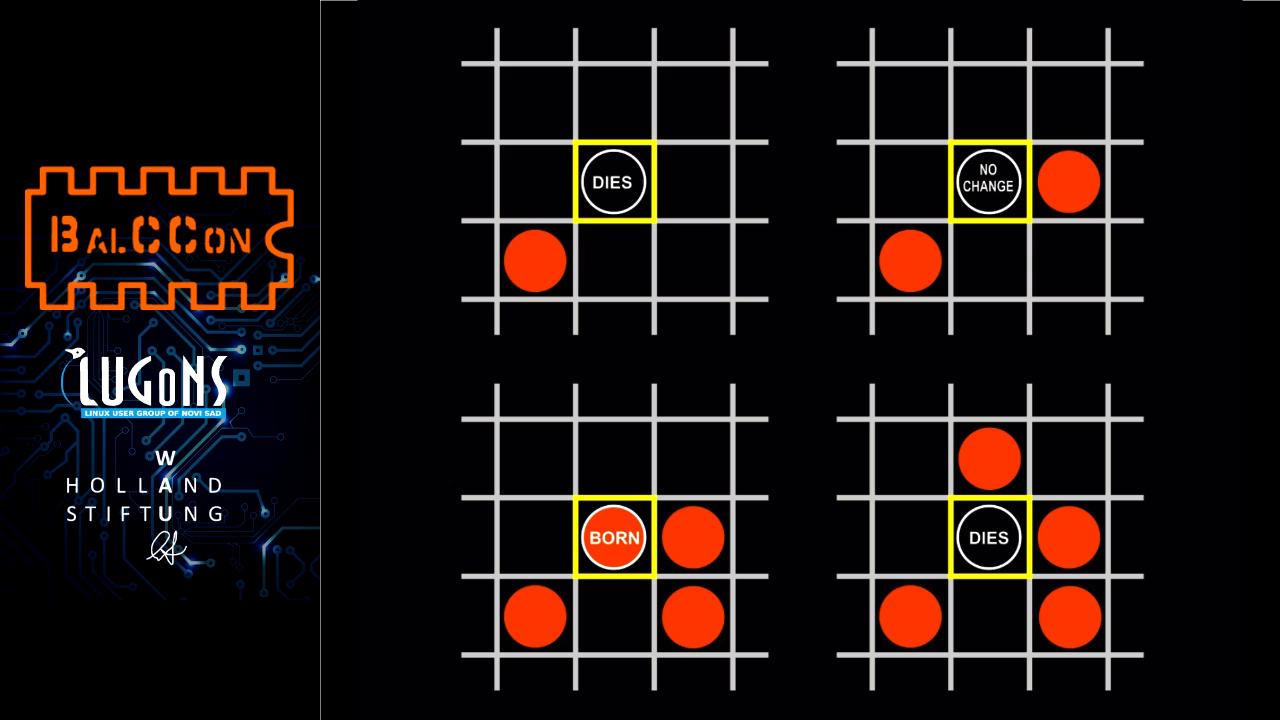 BALCCON
LUGoNS
LINUX USER GROUP OF NOVI SAD
W
HOLLAND
STIFTUNG
DIES
NO
CHANGE
BORN
DIES